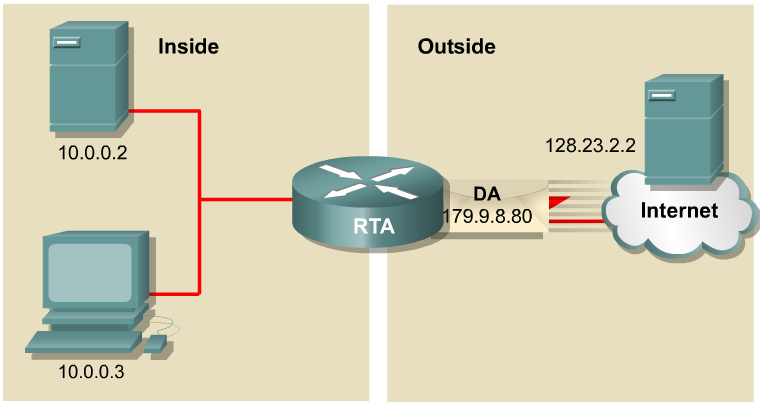 Inside
Outside
10.0.0.2
128.23.2.2
DA
179.9.8.80
Internet
RTA
10.0.0.3